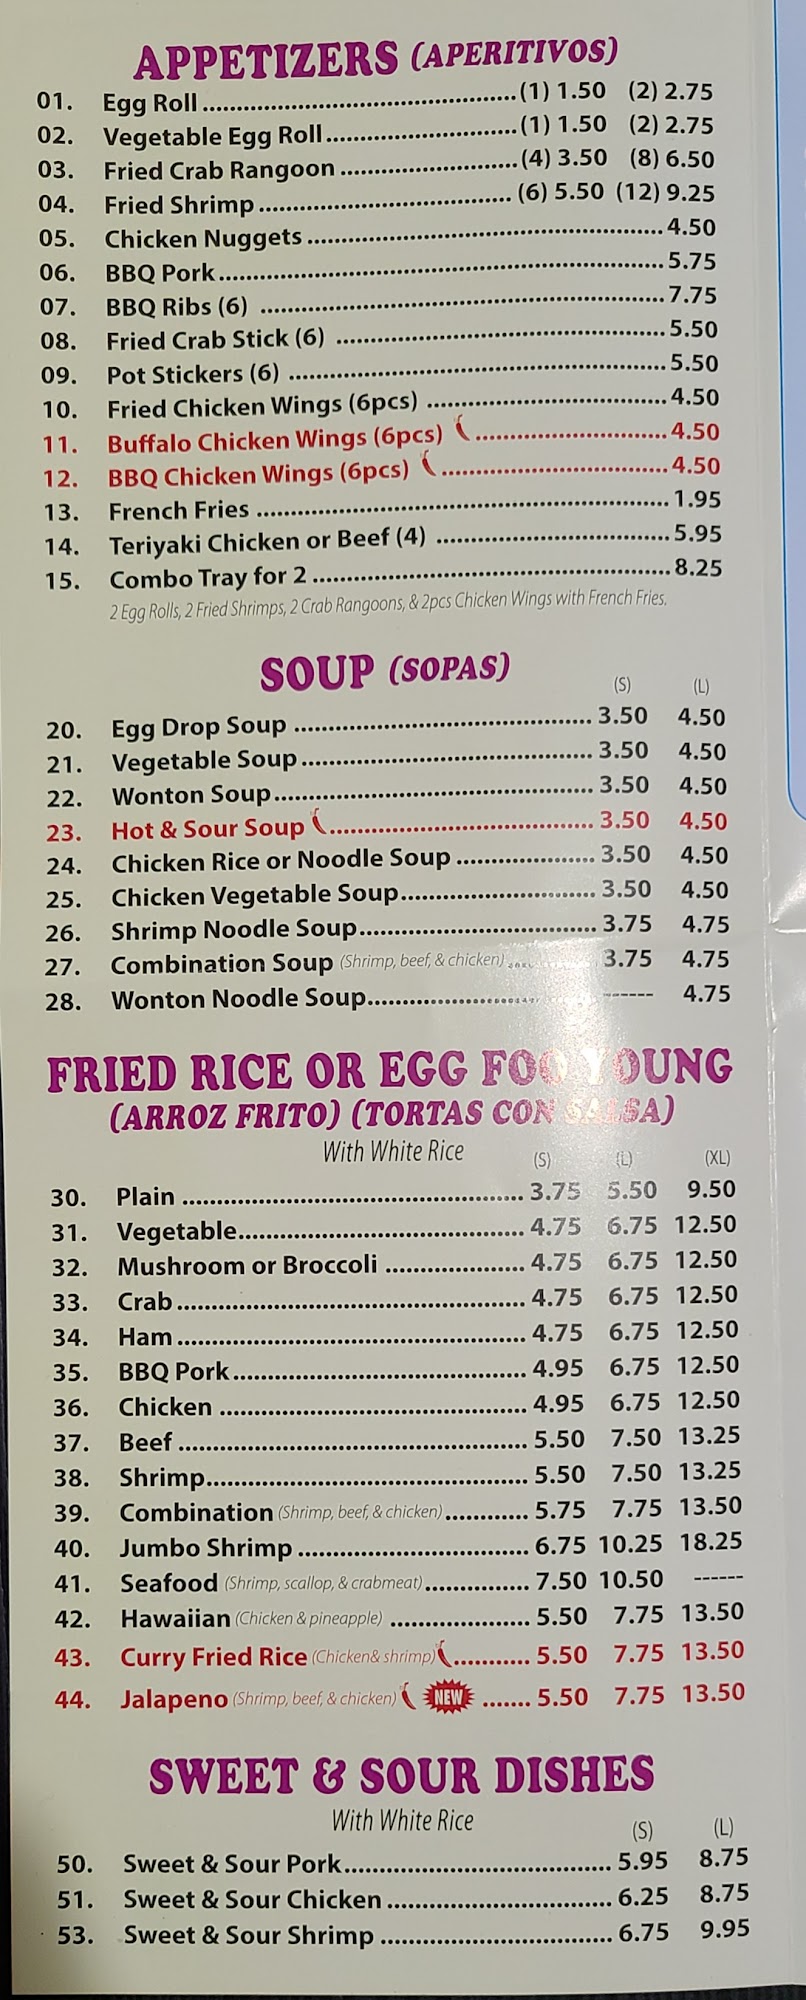 APPETIZERS (APERITIVOS)
01. Egg Roll (1) 1.50 (2) 2.75
02. Vegetable Egg Roll (1) 1.50 (2) 2.75
03. Fried Crab Rangoon (4) 3.50 (8) 6.50
04. Fried Shrimp (6) 5.50 (12) 9.25
05. Chicken Nuggets 4.50
06. BBQ Pork 5.75
07. BBQ Ribs (6) 7.75
08. Fried Crab Stick (6) 5.50
09. Pot Stickers (6) 5.50
10. Fried Chicken Wings (6pcs) 4.50
11. Buffalo Chicken Wings (6pcs) 4.50
12. BBQ Chicken Wings (6pcs) 4.50
13. French Fries 1.95
14. Teriyaki Chicken or Beef (4) 5.95
15. Combo Tray for 2 8.25
2 Egg Rolls, 2 Fried Shrimps, 2 Crab Rangoons, & 2pcs Chicken Wings with French Fries.
SOUP (SOPAS)
(S) (L)
20. Egg Drop Soup 3.50 4.50
21. Vegetable Soup 3.50 4.50
22. Wonton Soup 3.50 4.50
23. Hot & Sour Soup 3.50 4.50
24. Chicken Rice or Noodle Soup 3.50 4.50
25. Chicken Vegetable Soup 3.50 4.50
26. Shrimp Noodle Soup 3.75 4.75
27. Combination Soup (Shrimp, beef, & chicken) 3.75 4.75
28. Wonton Noodle Soup ------ 4.75
FRIED RICE OR EGG FOO YOUNG
(ARROZ FRITO) (TORTAS CON SALSA)
With White Rice (S) (L) (XL)
30. Plain 3.75 5.50 9.50
31. Vegetable 4.75 6.75 12.50
32. Mushroom or Broccoli 4.75 6.75 12.50
33. Crab 4.75 6.75 12.50
34. Ham 4.75 6.75 12.50
35. BBQ Pork 4.95 6.75 12.50
36. Chicken 4.95 6.75 12.50
37. Beef 5.50 7.50 13.25
38. Shrimp 5.50 7.50 13.25
39. Combination (Shrimp, beef, & chicken) 5.75 7.75 13.50
40. Jumbo Shrimp 6.75 10.25 18.25
41. Seafood (Shrimp, scallop, & crabmeat) 7.50 10.50 ------
42. Hawaiian (Chicken & pineapple) 5.50 7.75 13.50
43. Curry Fried Rice (Chicken& shrimp) 5.50 7.75 13.50
44. Jalapeno (Shrimp, beef, & chicken) NEW 5.50 7.75 13.50
SWEET & SOUR DISHES
With White Rice (S) (L)
50. Sweet & Sour Pork 5.95 8.75
51. Sweet & Sour Chicken 6.25 8.75
53. Sweet & Sour Shrimp 6.75 9.95